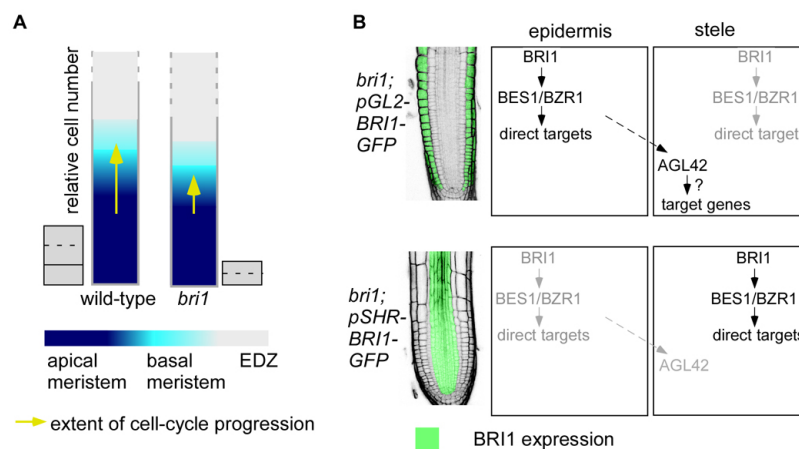 A
relative cell number
wild-type
bri1
apical meristem
basal meristem
EDZ
extent of cell-cycle progression
B
epidermis
stele
bri1;
pGL2-
BRI1-
GFP
BRI1
BES1/BZR1
direct targets
BRI1
BES1/BZR1
direct targets
AGL42
?
target genes
bri1;
pSHR-
BRI1-
GFP
BRI1
BES1/BZR1
direct targets
AGL42
BRI1
BES1/BZR1
direct targets
BRI1 expression